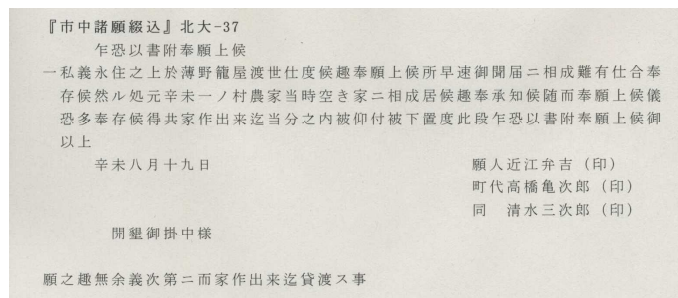 『市中諸願綴込』北大-37
乍恐以書附奉願上候
一私義永住之上於薄野龍屋渡世仕度候趣奉願上候所早速御聞届ニ相成難有仕合奉
存候然ル処元辛未一ノ村農家当時空き家ニ相成居候趣奉承知候随而奉願上候儀
恐多奉存候得共家作出来迄当分之内被仰付被下置度此段乍恐以書附奉願上候御
以上
辛未八月十九日 願人近江弁吉（印）
町代高橋亀次郎（印）
同 清水三次郎（印）
開墾御掛中様
願之趣無余義次第ニ而家作出来迄貸渡ス事